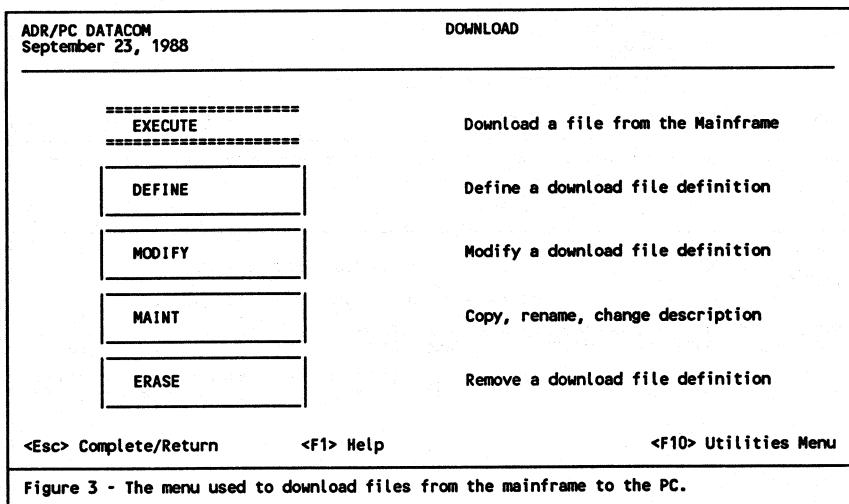 ADR/PC DATACOM DOWNLOAD
September 23, 1988
======================
EXECUTE Download a file from the Mainframe
======================
DEFINE Define a download file definition
MODIFY Modify a download file definition
MAINT Copy, rename, change description
ERASE Remove a download file definition
<Esc> Complete/Return <F1> Help <F10> Utilities Menu
Figure 3 - The menu used to download files from the mainframe to the PC.